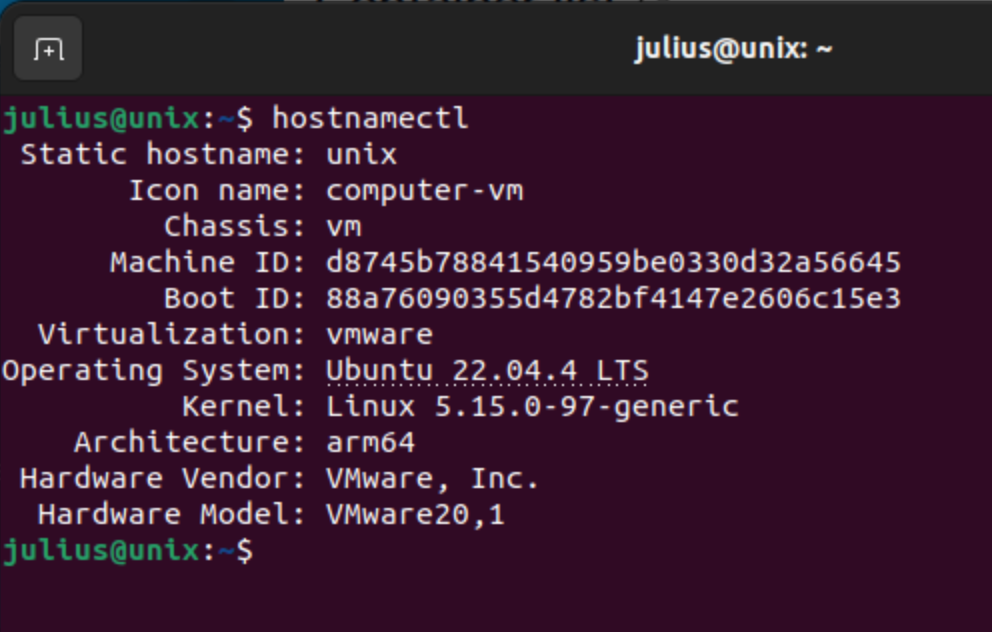 julius@unix: ~
julius@unix:~$ hostnamectl
Static hostname: unix
Icon name: computer-vm
Chassis: vm
Machine ID: d8745b78841540959be0330d32a56645
Boot ID: 88a76090355d4782bf4147e2606c15e3
Virtualization: vmware
Operating System: Ubuntu 22.04.4 LTS
Kernel: Linux 5.15.0-97-generic
Architecture: arm64
Hardware Vendor: VMware, Inc.
Hardware Model: VMware20,1
julius@unix:~$